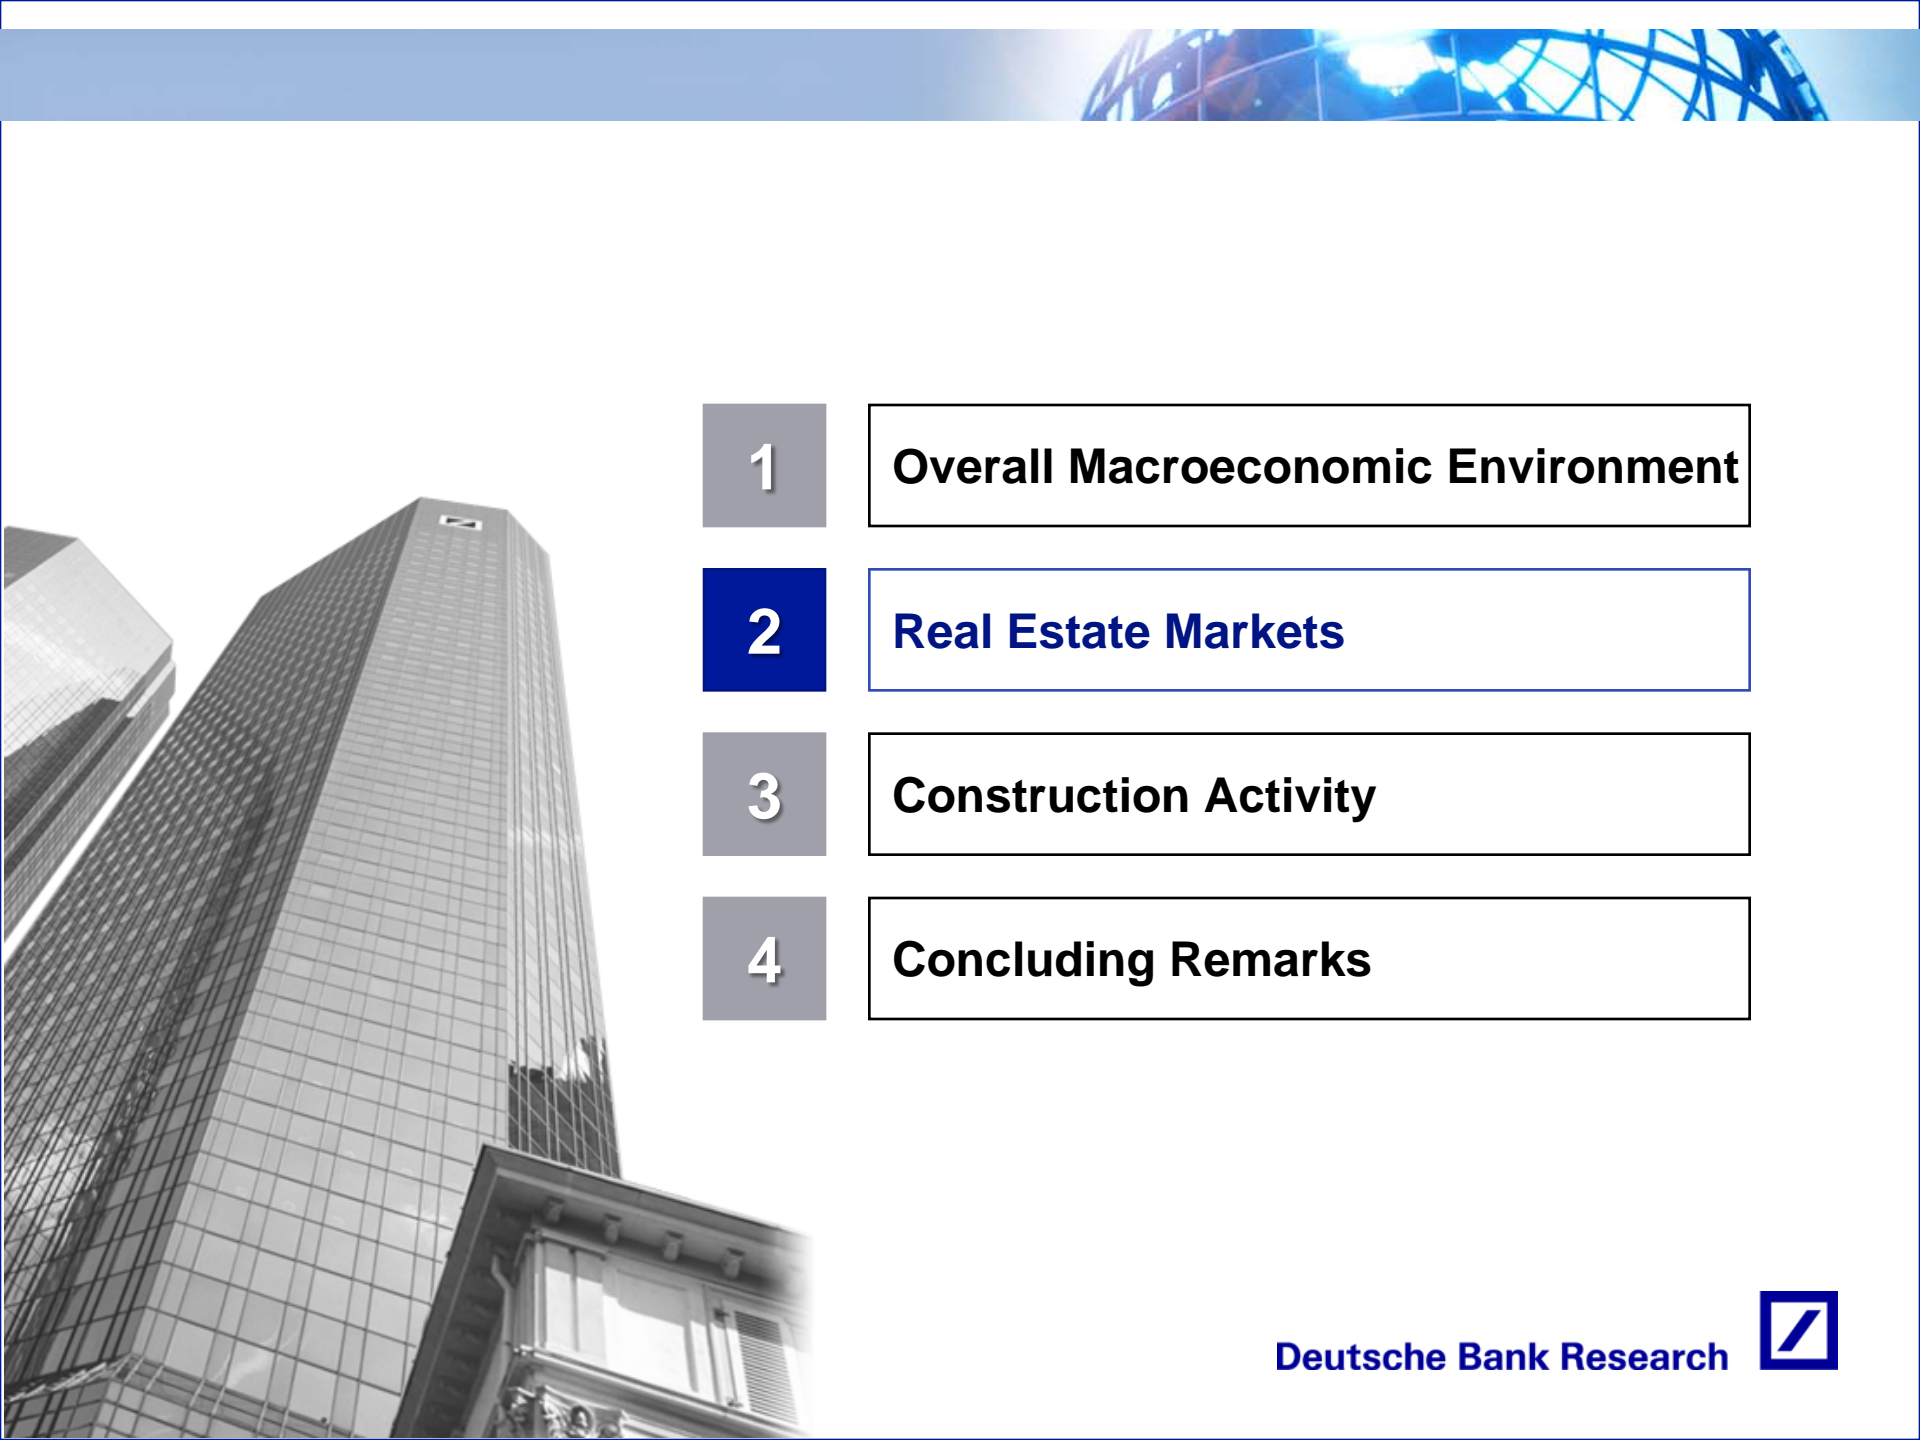 1
Overall Macroeconomic Environment
2
Real Estate Markets
3
Construction Activity
4
Concluding Remarks
Deutsche Bank Research